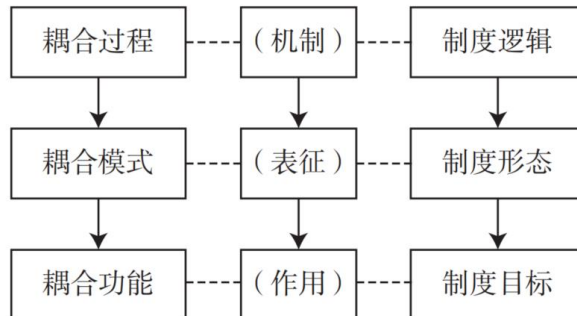 耦合过程 （机制） 制度逻辑
耦合模式 （表征） 制度形态
耦合功能 （作用） 制度目标